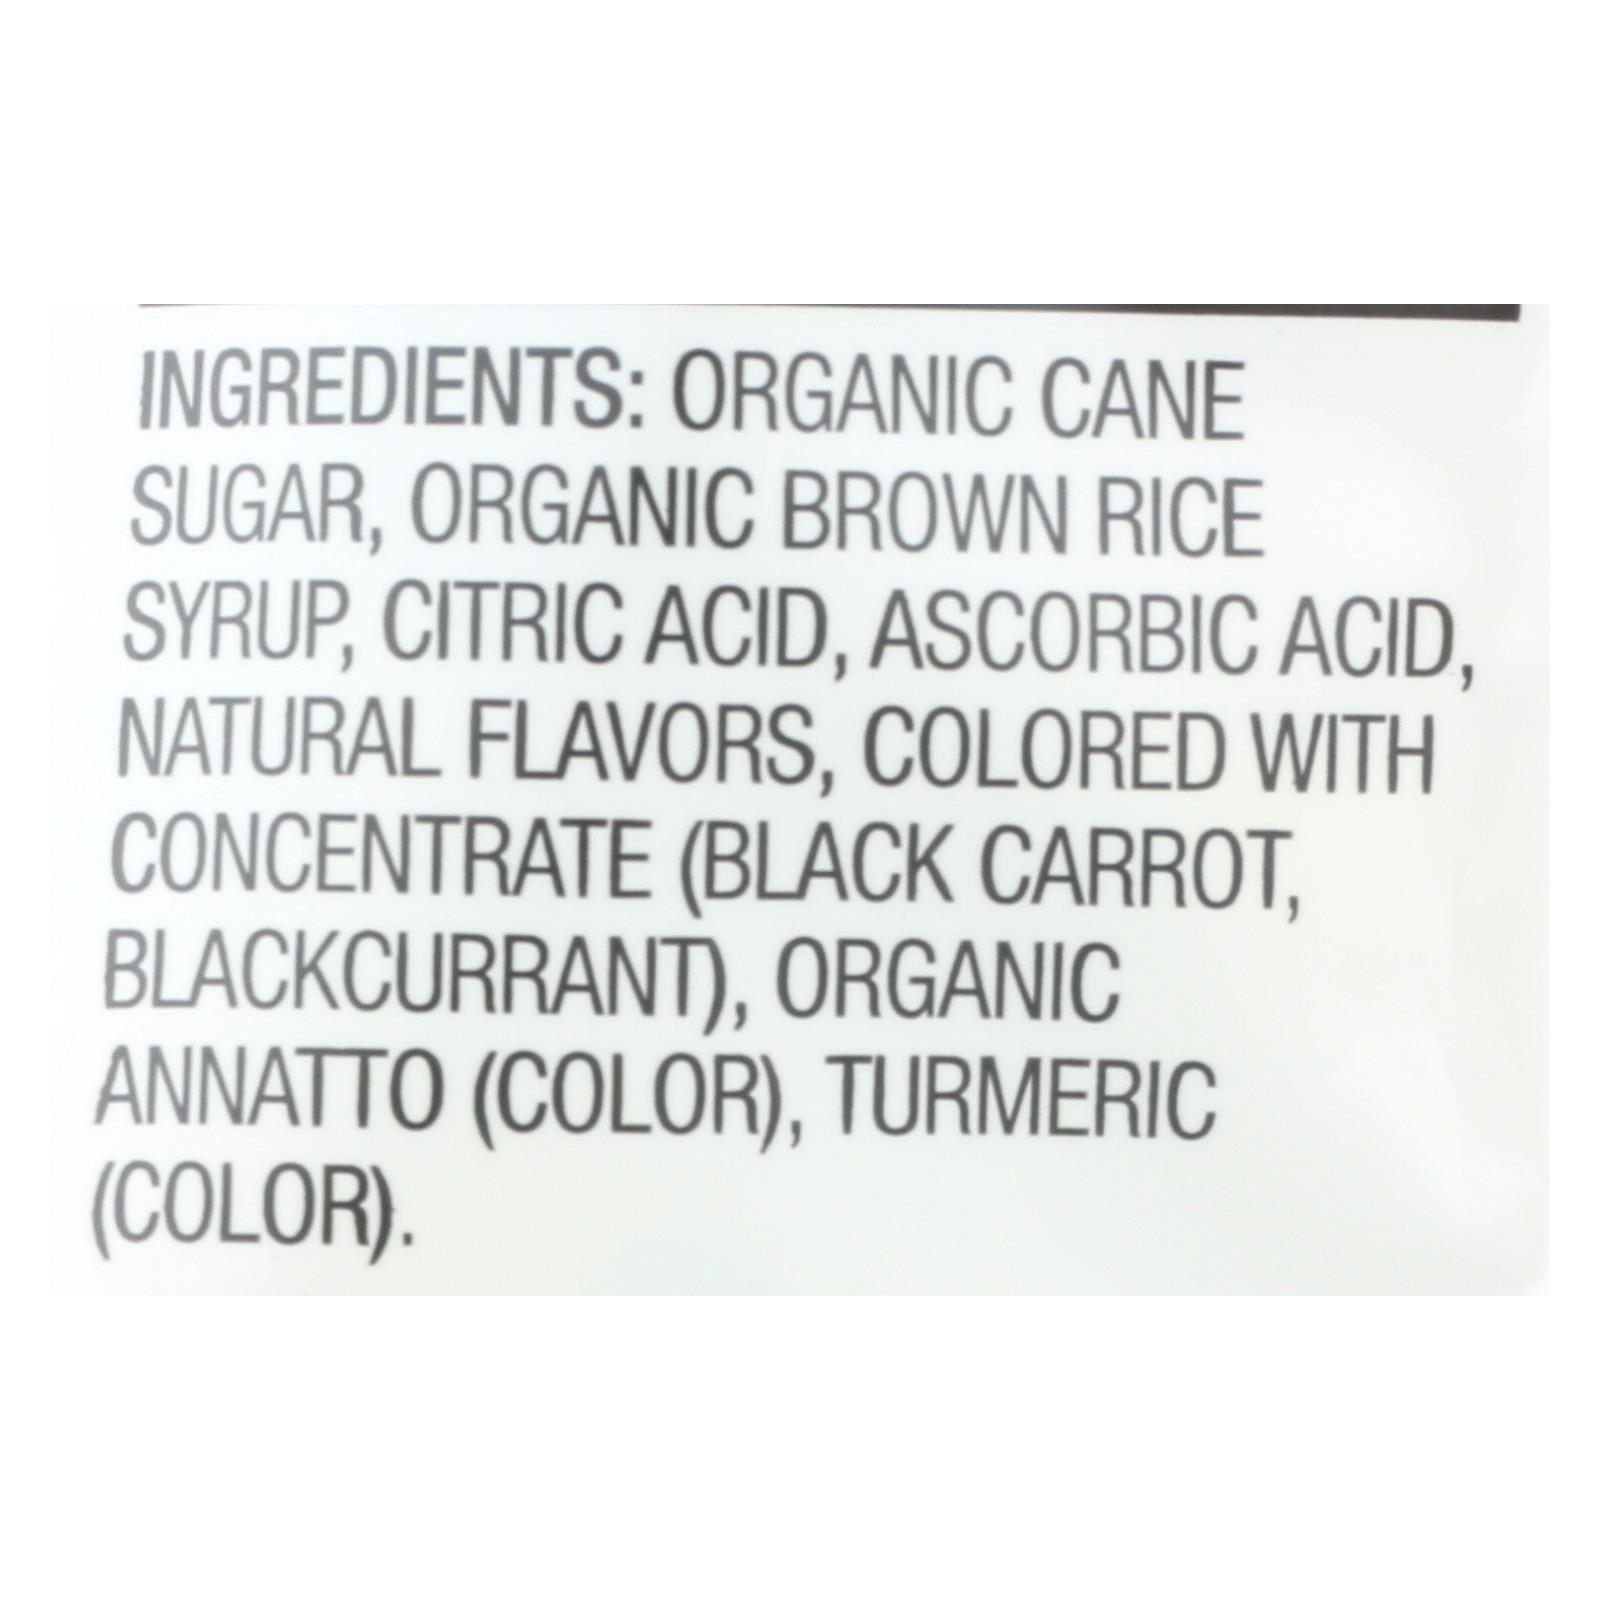 INGREDIENTS: ORGANIC CANE
SUGAR, ORGANIC BROWN RICE
SYRUP, CITRIC ACID, ASCORBIC ACID,
NATURAL FLAVORS, COLORED WITH
CONCENTRATE (BLACK CARROT,
BLACKCURRANT), ORGANIC
ANNATTO (COLOR), TURMERIC
(COLOR).